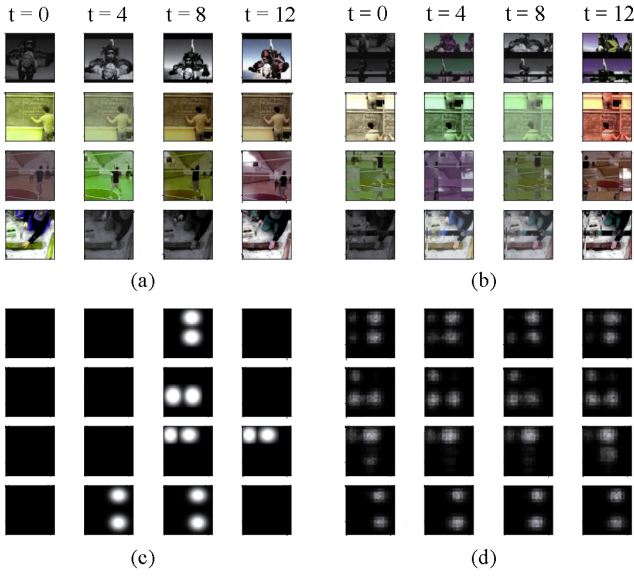 t = 0 t = 4 t = 8 t = 12 t = 0 t = 4 t = 8 t = 12
(a) (b)
(c) (d)